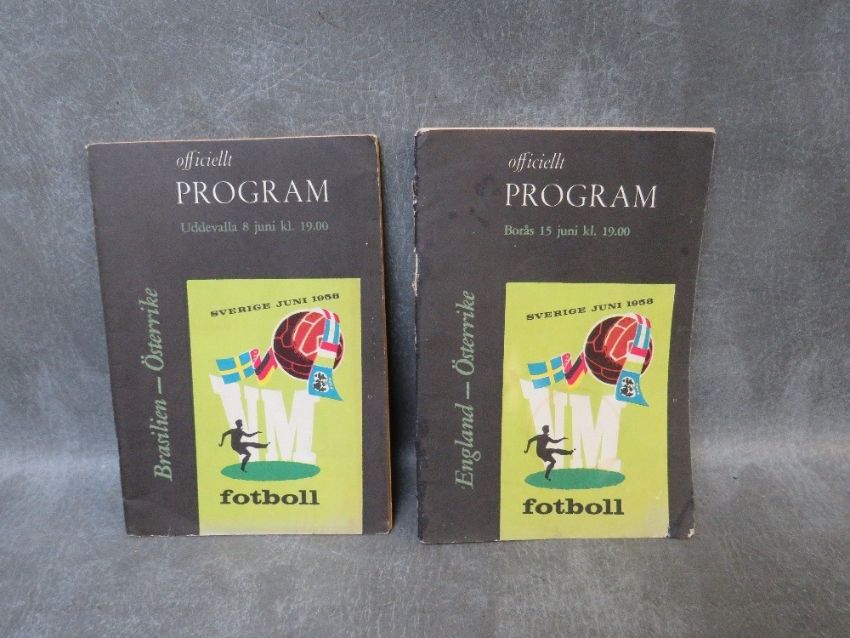 officiellt
PROGRAM
Uddevalla 8 juni kl. 19.00
Brasilien – Österrike
SVERIGE JUNI 1958
VM
fotboll
officiellt
PROGRAM
Borås 15 juni kl. 19.00
England – Österrike
SVERIGE JUNI 1958
VM
fotboll